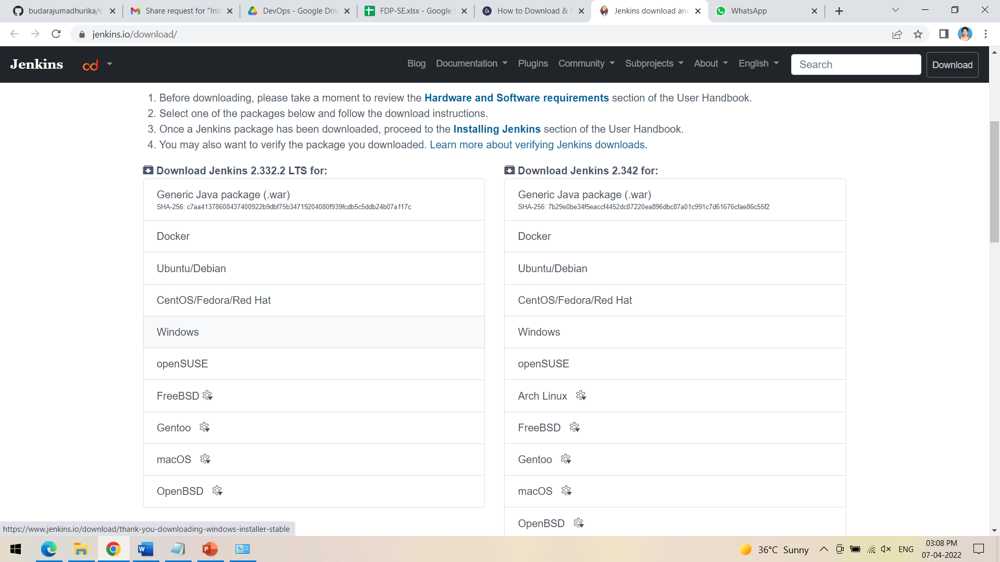 budarajumadhurika/c
Share request for "Int
DevOps - Google Driv
FDP-SE.xlsx - Google
How to Download &
Jenkins download and
WhatsApp
jenkins.io/download/
Jenkins
cd
Blog
Documentation
Plugins
Community
Subprojects
About
English
Search
Download
1. Before downloading, please take a moment to review the Hardware and Software requirements section of the User Handbook.
2. Select one of the packages below and follow the download instructions.
3. Once a Jenkins package has been downloaded, proceed to the Installing Jenkins section of the User Handbook.
4. You may also want to verify the package you downloaded. Learn more about verifying Jenkins downloads.
Download Jenkins 2.332.2 LTS for:
Generic Java package (.war)
SHA-256: c7aa41378608437400922b9dbf75b34719204080f939fcdb5c5ddb24b07a117c
Docker
Ubuntu/Debian
CentOS/Fedora/Red Hat
Windows
openSUSE
FreeBSD
Gentoo
macOS
OpenBSD
Download Jenkins 2.342 for:
Generic Java package (.war)
SHA-256: 7b29e0be34f5eaccf4452dc87220ea896dbc87a01c991c7d61676cfae86c55f2
Docker
Ubuntu/Debian
CentOS/Fedora/Red Hat
Windows
openSUSE
Arch Linux
FreeBSD
Gentoo
macOS
OpenBSD
https://www.jenkins.io/download/thank-you-downloading-windows-installer-stable
36°C Sunny
ENG
03:08 PM
07-04-2022